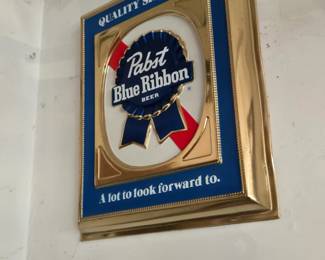 QUALITY
Pabst
Blue Ribbon
BEER
A lot to look forward to.